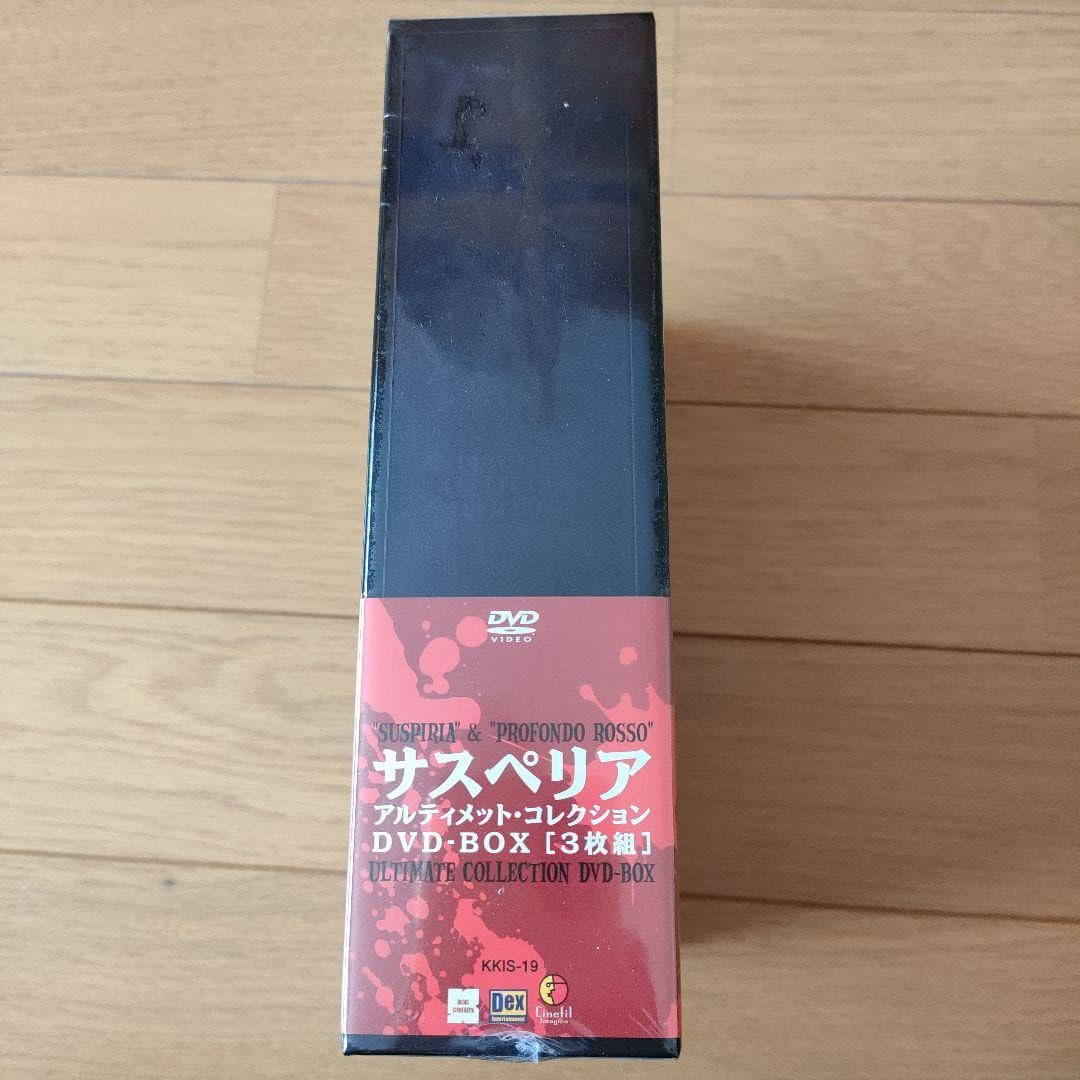 DVD
VIDEO
"SUSPIRIA" & "PROFONDO ROSSO"
サスペリア
アルティメット・コレクション
DVD-BOX [3枚組]
ULTIMATE COLLECTION DVD-BOX
KKIS-19
Dex
Entertainment
Cinefil
Imagica